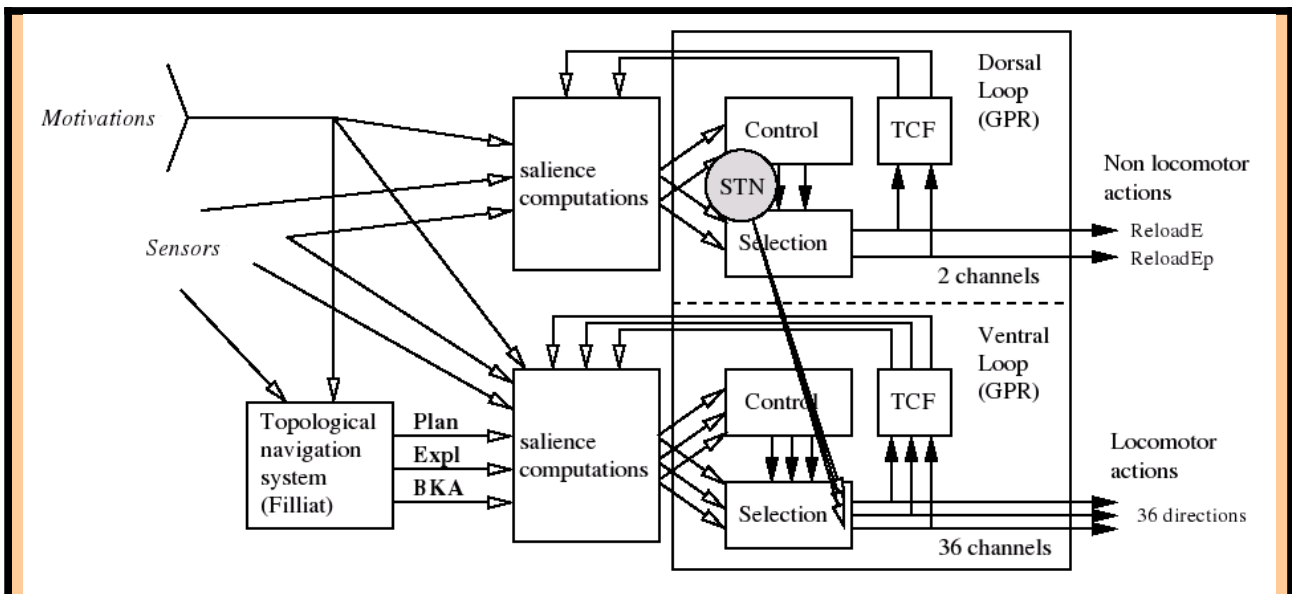 Motivations
Sensors
salience
computations
Control
STN
Selection
TCF
Dorsal
Loop
(GPR)
Non locomotor
actions
ReloadE
ReloadEp
2 channels
Topological
navigation
system
(Filliat)
Plan
Expl
BKA
salience
computations
Control
Selection
TCF
Ventral
Loop
(GPR)
Locomotor
actions
36 directions
36 channels